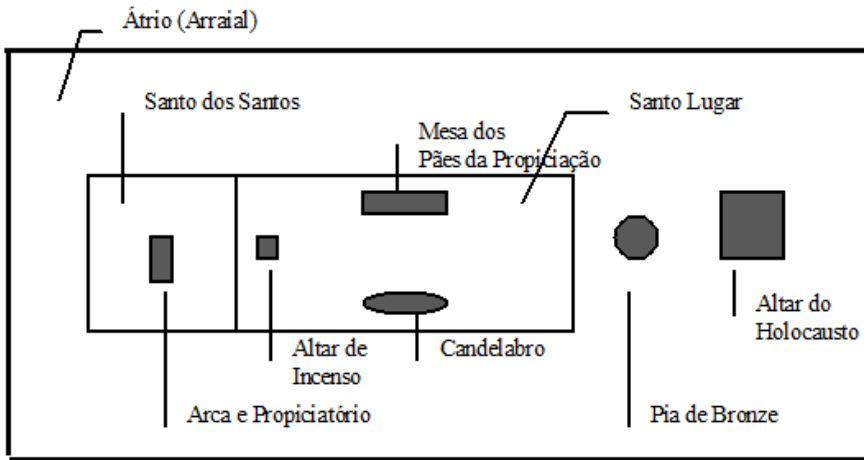 Átrio (Arraial)
Santo dos Santos
Santo Lugar
Mesa dos
Pães da Propiciação
Altar do
Holocausto
Altar de
Incenso
Candelabro
Arca e Propiciatório
Pia de Bronze